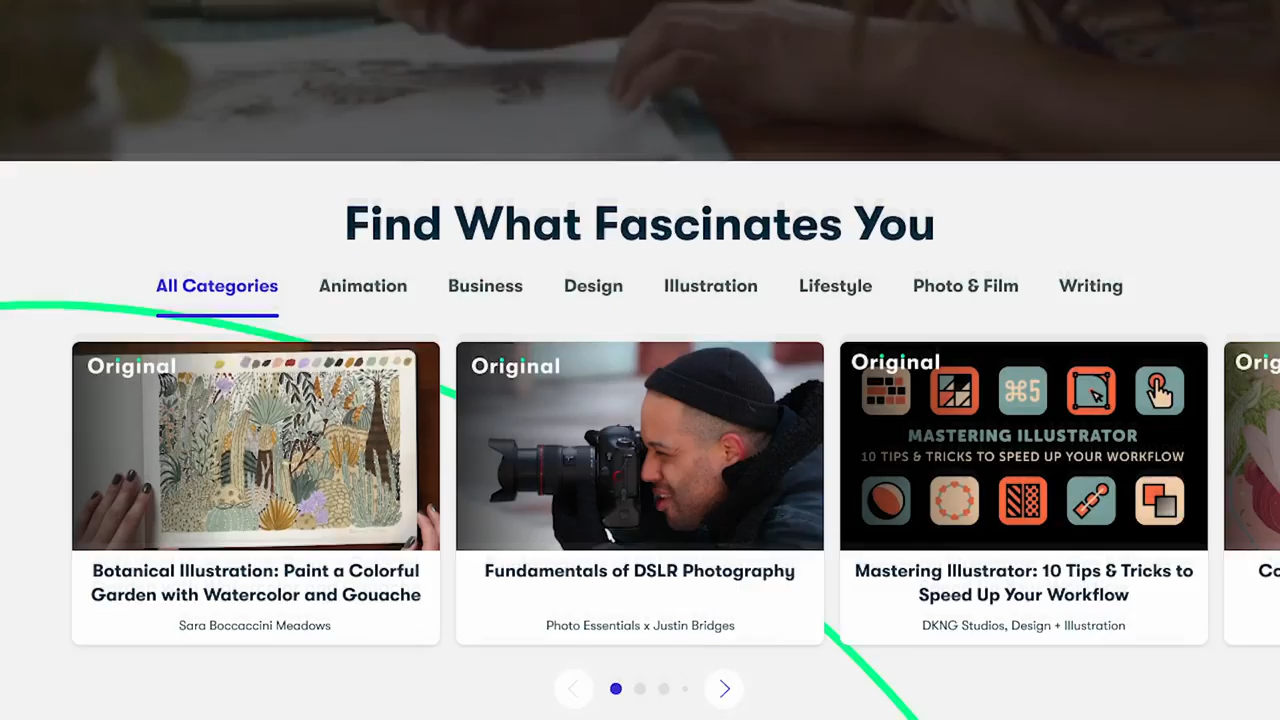 Find What Fascinates You
All Categories Animation Business Design Illustration Lifestyle Photo & Film Writing
Original
Botanical Illustration: Paint a Colorful
Garden with Watercolor and Gouache
Sara Boccaccini Meadows
Original
Fundamentals of DSLR Photography
Photo Essentials x Justin Bridges
Original
⌘5
MASTERING ILLUSTRATOR
10 TIPS & TRICKS TO SPEED UP YOUR WORKFLOW
Mastering Illustrator: 10 Tips & Tricks to
Speed Up Your Workflow
DKNG Studios, Design + Illustration
Orig
Co